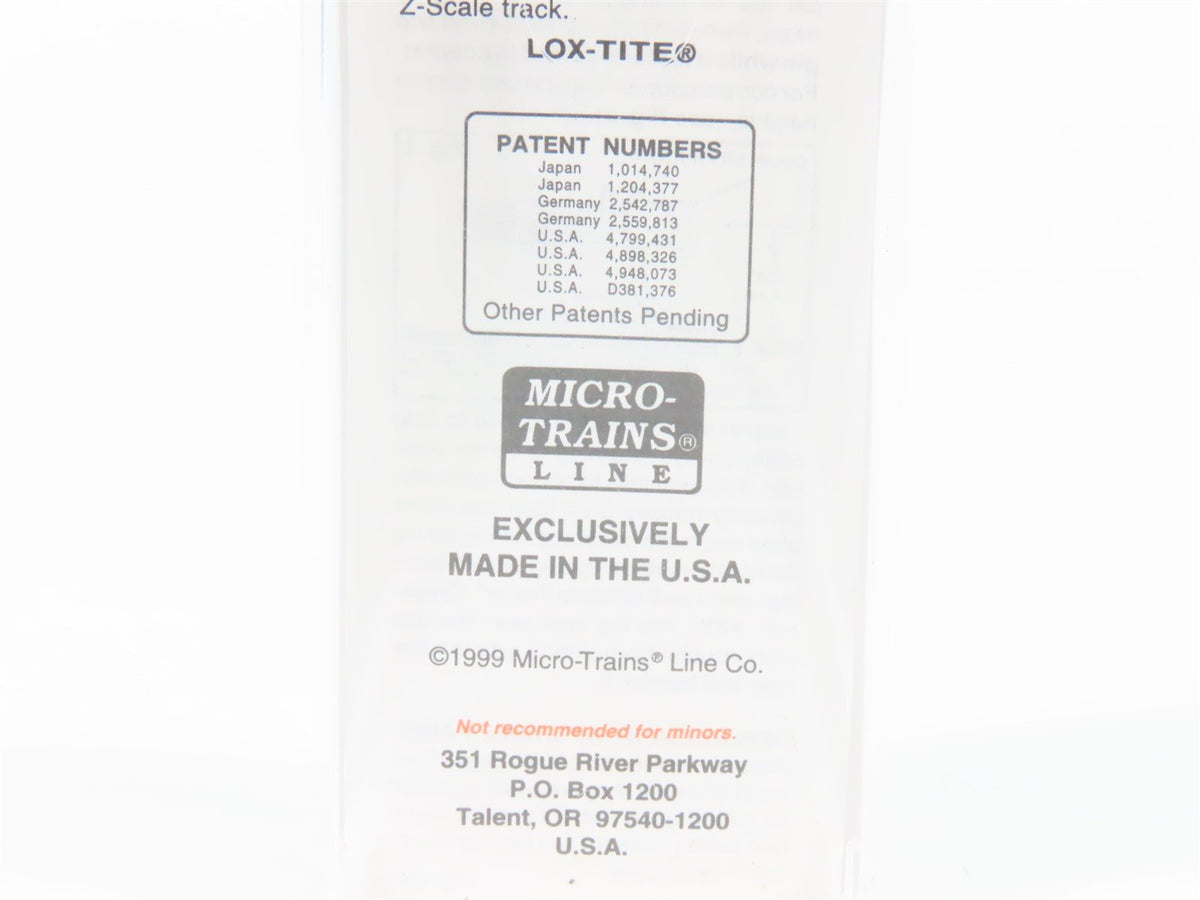 Z-Scale track.
LOX-TITE®
PATENT NUMBERS
Japan 1,014,740
Japan 1,204,377
Germany 2,542,787
Germany 2,559,813
U.S.A. 4,799,431
U.S.A. 4,898,326
U.S.A. 4,948,073
U.S.A. D381,376
Other Patents Pending
MICRO-
TRAINS®
LINE
EXCLUSIVELY
MADE IN THE U.S.A.
©1999 Micro-Trains® Line Co.
Not recommended for minors.
351 Rogue River Parkway
P.O. Box 1200
Talent, OR 97540-1200
U.S.A.